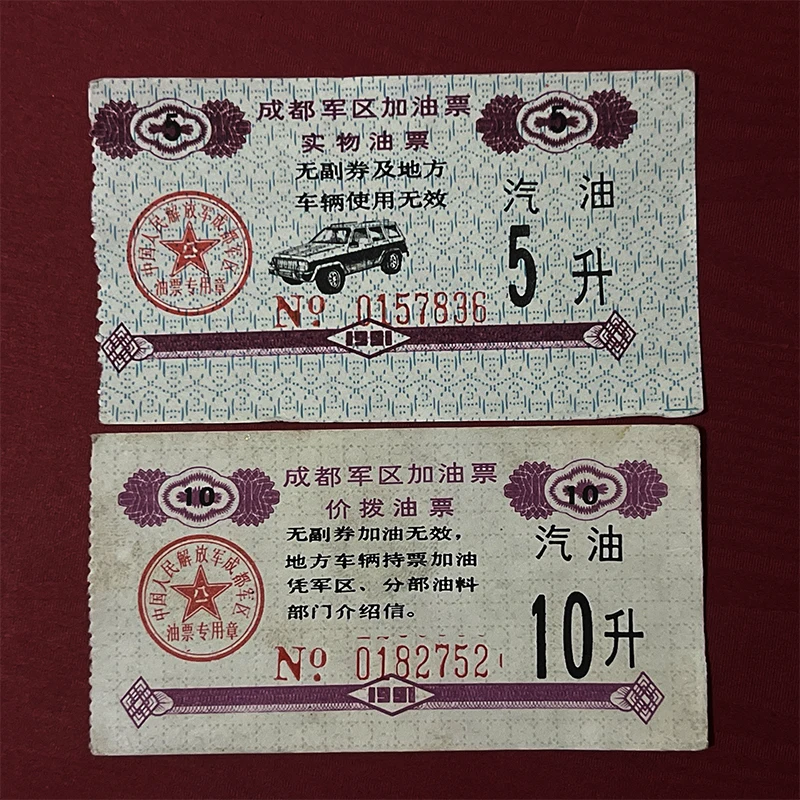 5
成都军区加油票
5
实物油票
无副券及地方
车辆使用无效
汽油
5升
中国人民解放军成都军区
八一
油票专用章
No 0157836
1991
10
成都军区加油票
10
价拨油票
无副券加油无效，
地方车辆持票加油
凭军区、分部油料
部门介绍信。
汽油
10升
中国人民解放军成都军区
八一
油票专用章
No 0182752
1991